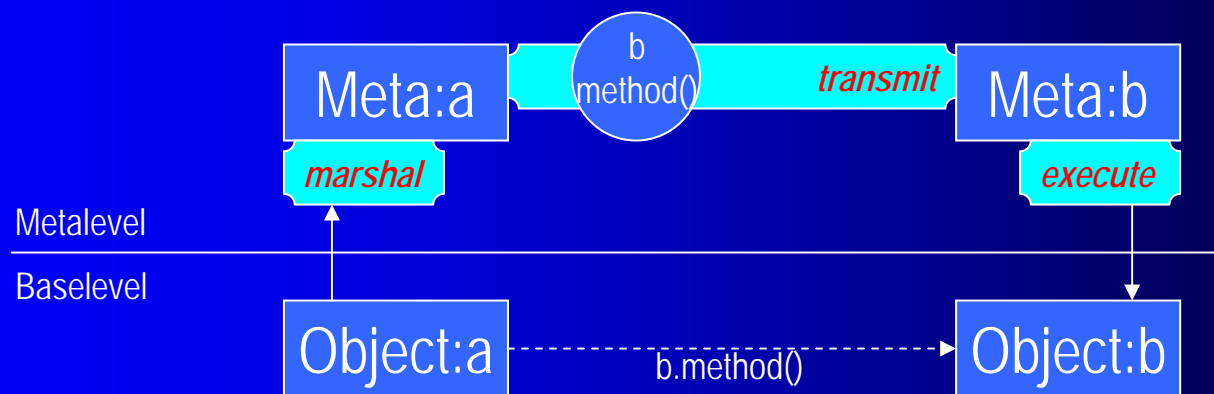 b
method()
Meta:a
transmit
Meta:b
marshal
execute
Metalevel
Baselevel
Object:a
b.method()
Object:b